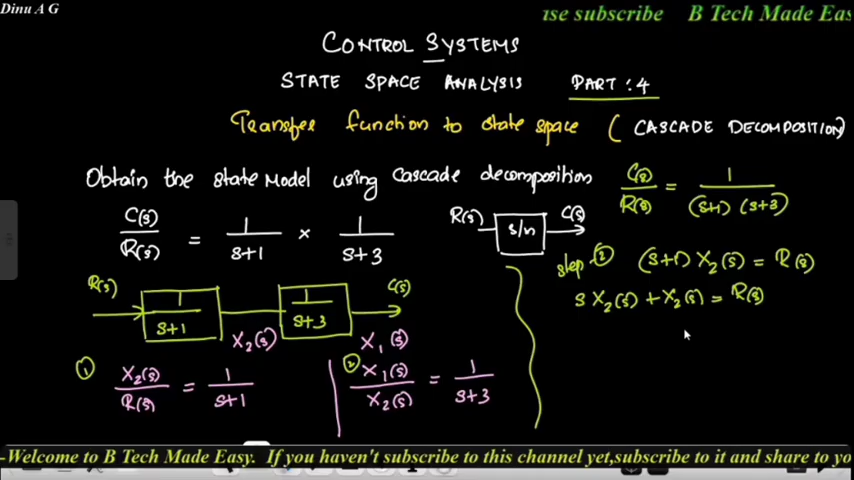 Dinu A G
use subscribe B Tech Made Eas
CONTROL SYSTEMS
STATE SPACE ANALYSIS PART : 4
Transfer function to state space ( CASCADE DECOMPOSITION)
Obtain the state Model using Cascade decomposition
C(s)/R(s) = 1/(s+1) × 1/(s+3)
R(s) s/n C(s)
C(s)/R(s) = 1/((s+1) (s+3))
R(s) 1/(s+1) 1/(s+3) C(s)
X₂(s) X₁(s)
① X₂(s)/R(s) = 1/(s+1)
② X₁(s)/X₂(s) = 1/(s+3)
step ② (s+1) X₂(s) = R(s)
s X₂(s) + X₂(s) = R(s)
-Welcome to B Tech Made Easy. If you haven't subscribe to this channel yet,subscribe to it and share to yo